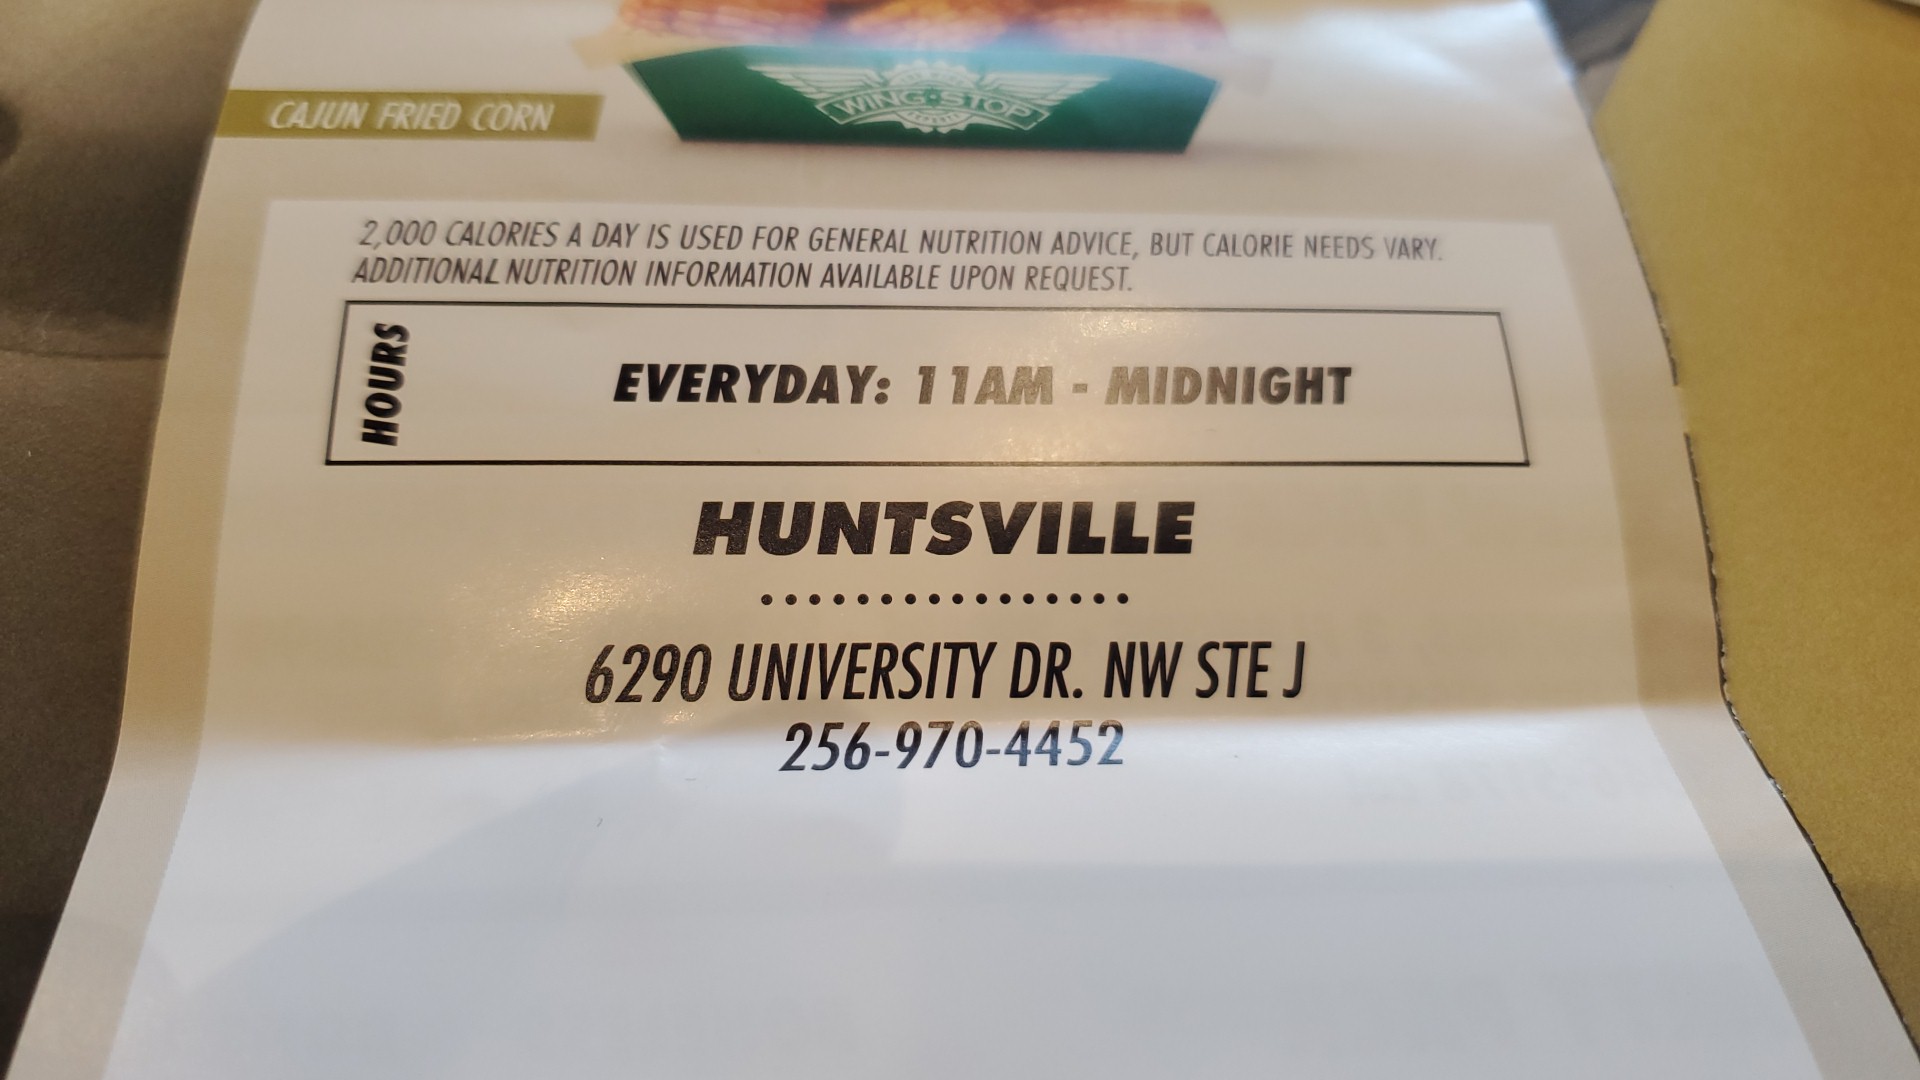 WING STOP
CAJUN FRIED CORN
2,000 CALORIES A DAY IS USED FOR GENERAL NUTRITION ADVICE, BUT CALORIE NEEDS VARY.
ADDITIONAL NUTRITION INFORMATION AVAILABLE UPON REQUEST.
HOURS
EVERYDAY: 11AM - MIDNIGHT
HUNTSVILLE
6290 UNIVERSITY DR. NW STE J
256-970-4452